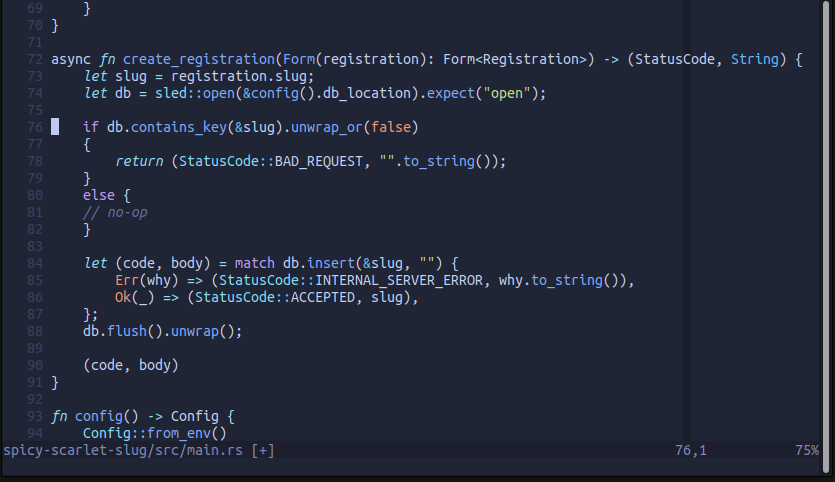 69     }
70 }
71
72 async fn create_registration(Form(registration): Form<Registration>) -> (StatusCode, String) {
73     let slug = registration.slug;
74     let db = sled::open(&config().db_location).expect("open");
75
76     if db.contains_key(&slug).unwrap_or(false)
77     {
78         return (StatusCode::BAD_REQUEST, "".to_string());
79     }
80     else {
81     // no-op
82     }
83
84     let (code, body) = match db.insert(&slug, "") {
85         Err(why) => (StatusCode::INTERNAL_SERVER_ERROR, why.to_string()),
86         Ok(_) => (StatusCode::ACCEPTED, slug),
87     };
88     db.flush().unwrap();
89
90     (code, body)
91 }
92
93 fn config() -> Config {
94     Config::from_env()
spicy-scarlet-slug/src/main.rs [+] 76,1 75%